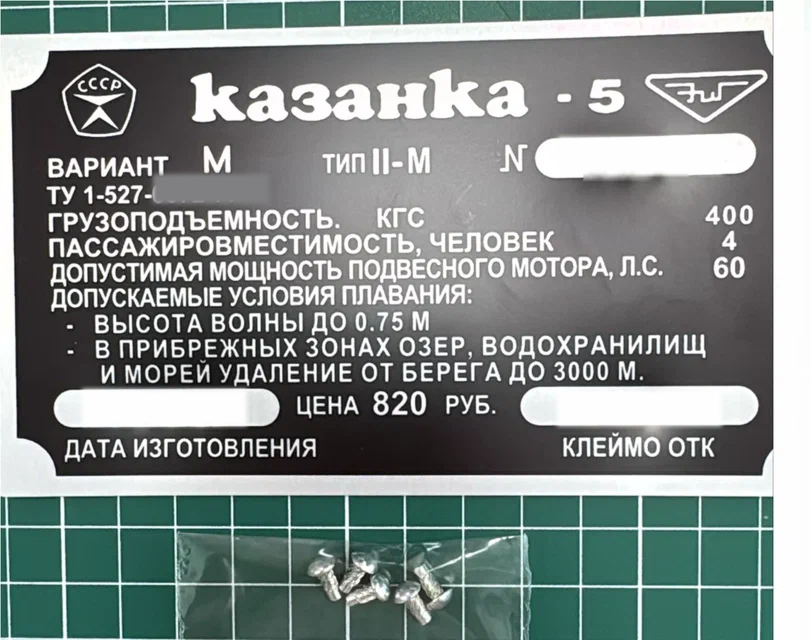 СССР
казанка - 5
ВАРИАНТ М ТИП II-М N
ТУ 1-527-
ГРУЗОПОДЪЕМНОСТЬ. КГС 400
ПАССАЖИРОВМЕСТИМОСТЬ, ЧЕЛОВЕК 4
ДОПУСТИМАЯ МОЩНОСТЬ ПОДВЕСНОГО МОТОРА, Л.С. 60
ДОПУСКАЕМЫЕ УСЛОВИЯ ПЛАВАНИЯ:
- ВЫСОТА ВОЛНЫ ДО 0.75 М
- В ПРИБРЕЖНЫХ ЗОНАХ ОЗЕР, ВОДОХРАНИЛИЩ
И МОРЕЙ УДАЛЕНИЕ ОТ БЕРЕГА ДО 3000 М.
ЦЕНА 820 РУБ.
ДАТА ИЗГОТОВЛЕНИЯ КЛЕЙМО ОТК